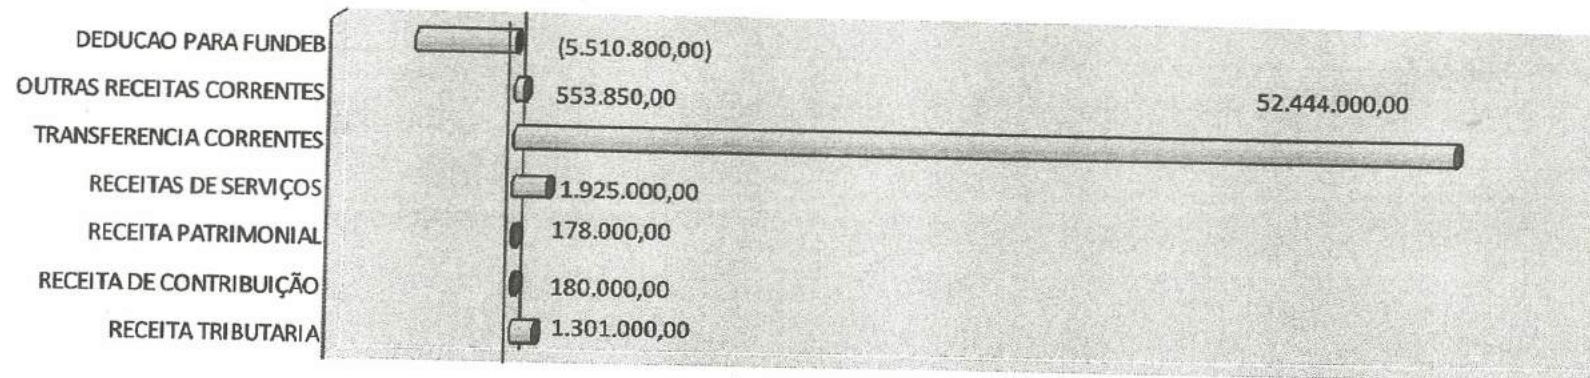 DEDUCAO PARA FUNDEB (5.510.800,00)
OUTRAS RECEITAS CORRENTES 553.850,00
52.444.000,00
TRANSFERENCIA CORRENTES
RECEITAS DE SERVIÇOS 1.925.000,00
RECEITA PATRIMONIAL 178.000,00
RECEITA DE CONTRIBUIÇÃO 180.000,00
RECEITA TRIBUTARIA 1.301.000,00